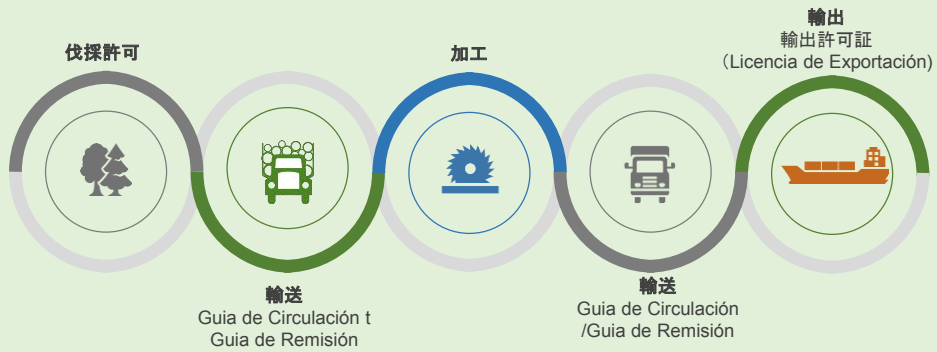 伐採許可
輸送
Guia de Circulación t
Guia de Remisión
加工
輸送
Guia de Circulación
/Guia de Remisión
輸出
輸出許可証
（Licencia de Exportación)